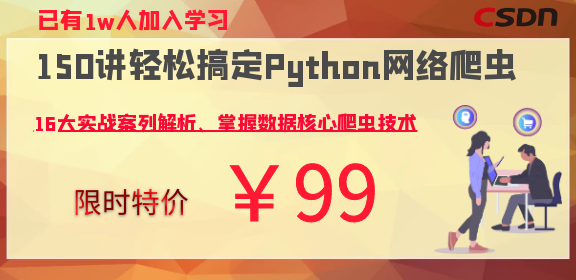 已有1w人加入学习
CSDN
150讲轻松搞定Python网络爬虫
16大实战案列解析、掌握数据核心爬虫技术
限时特价
￥99